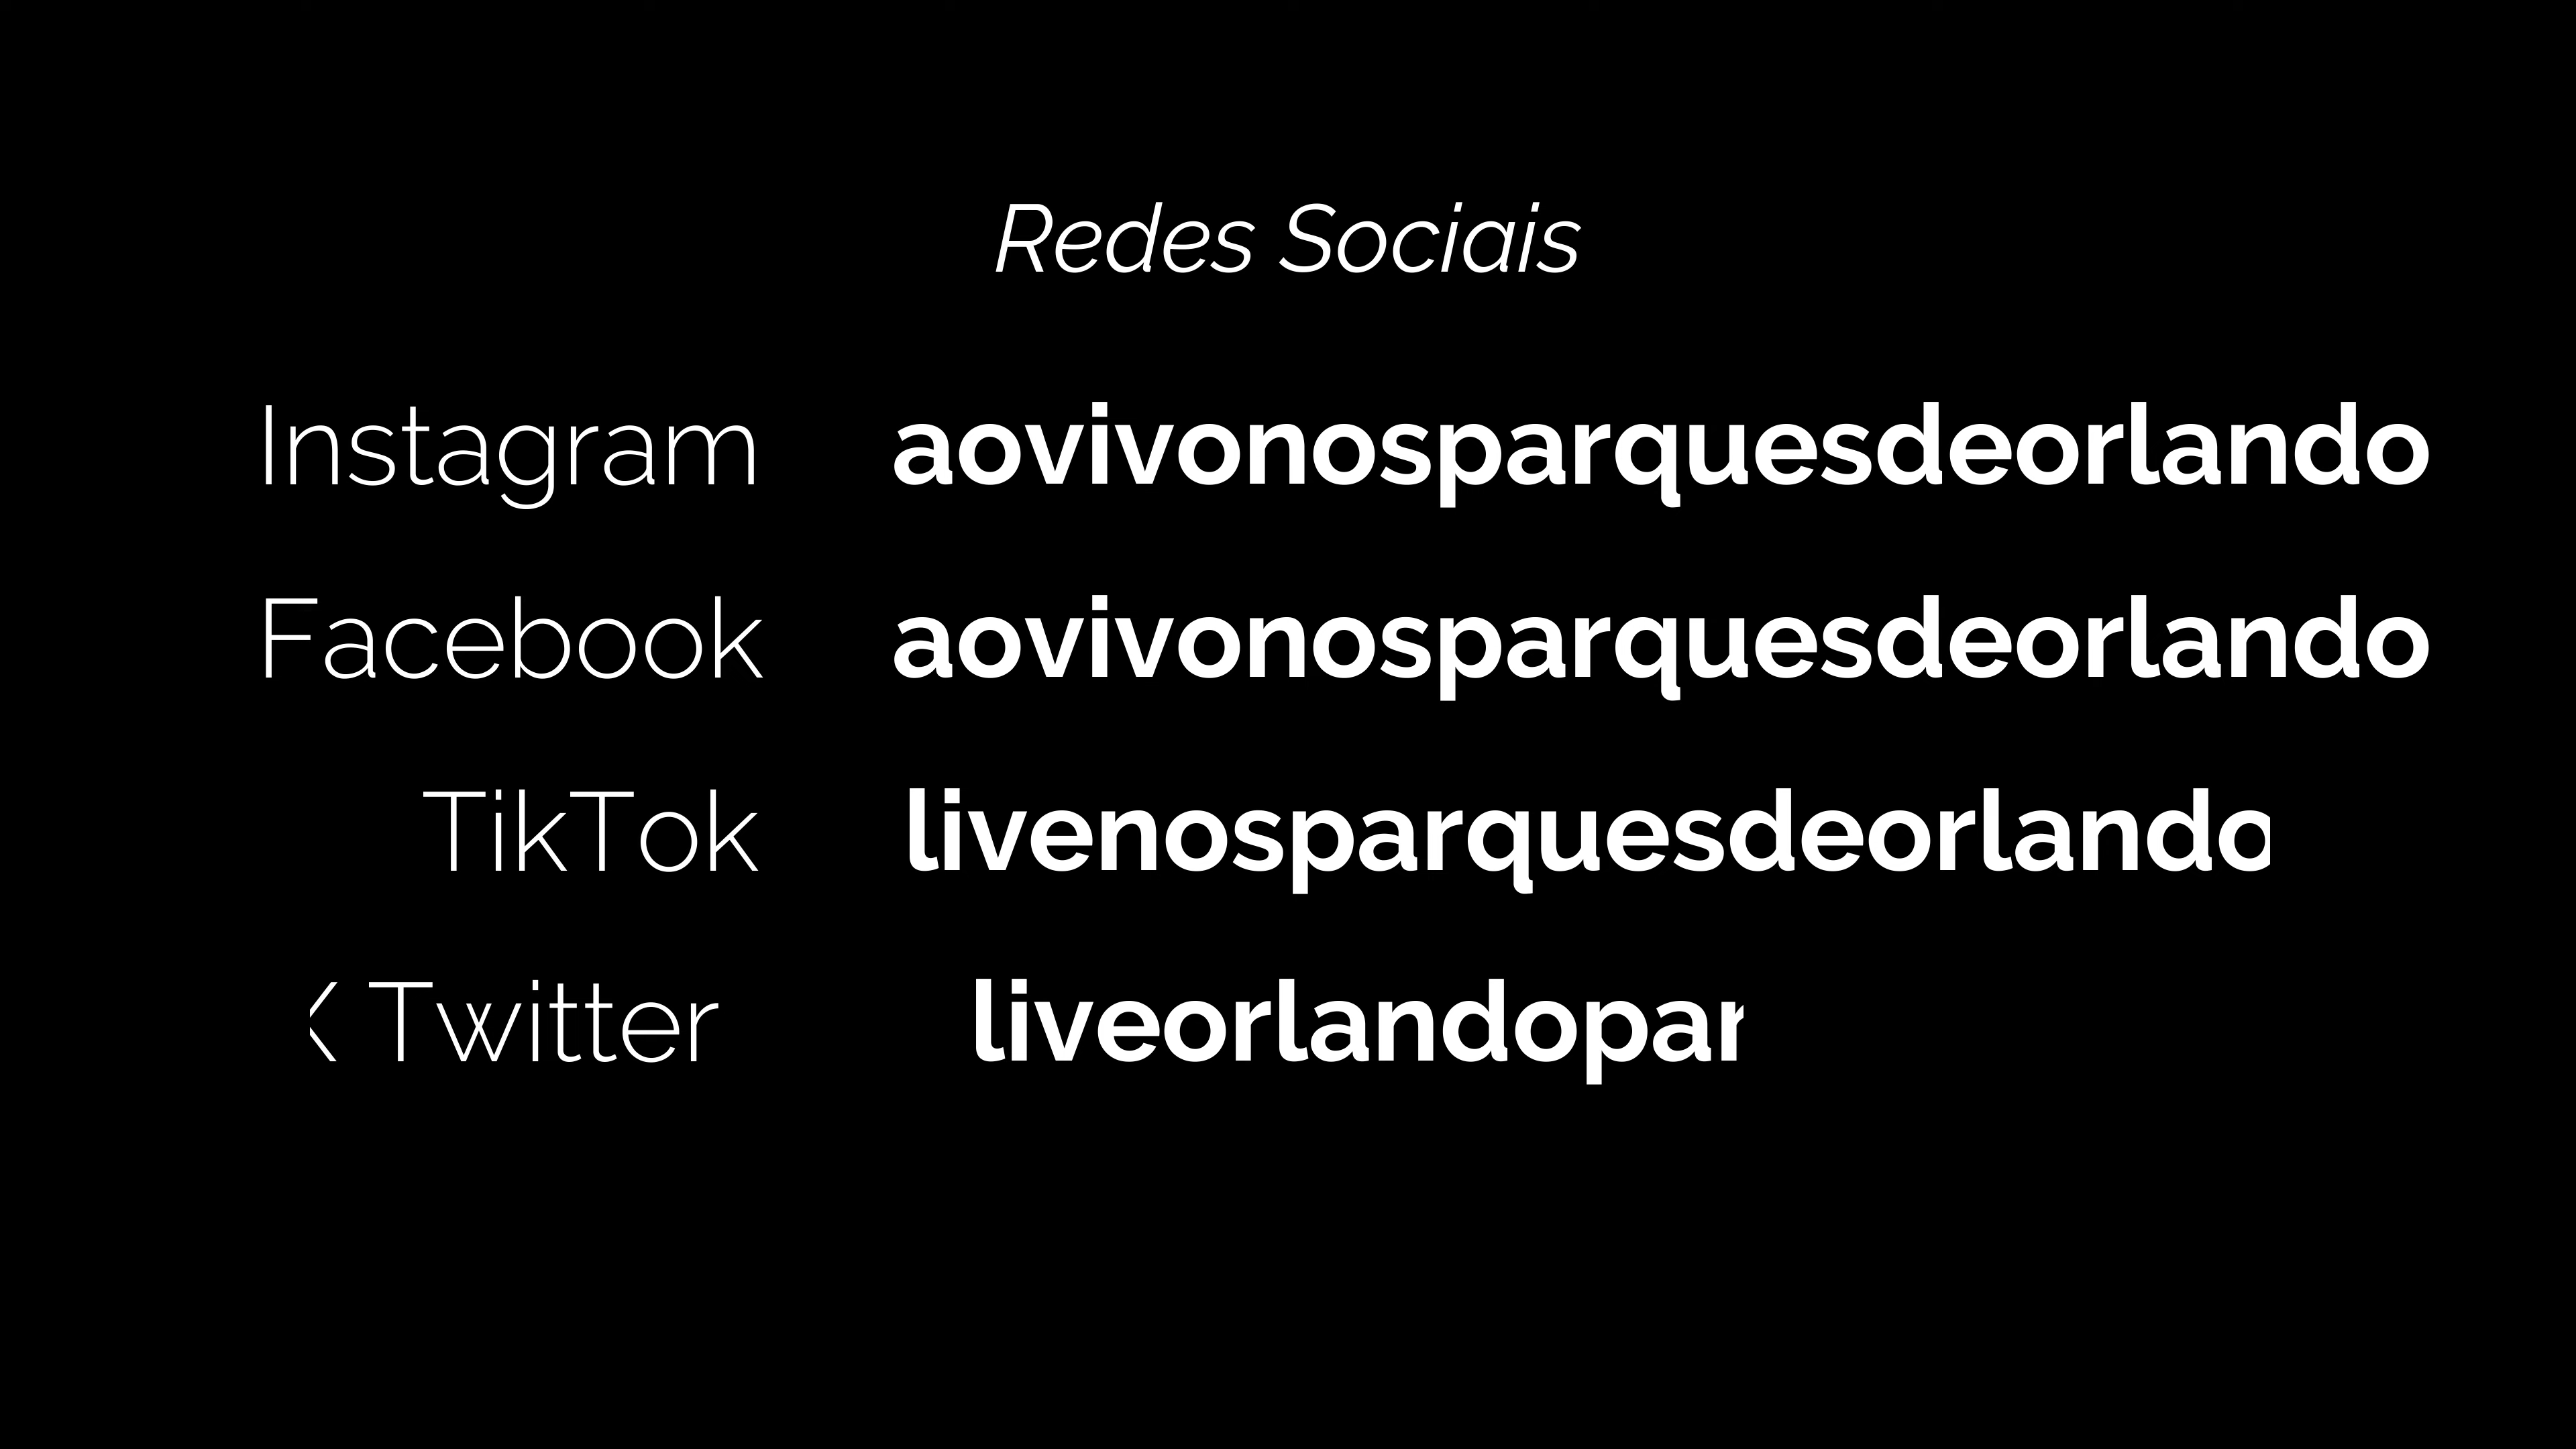 Redes Sociais
Instagram aovivonosparquesdeorlando
Facebook aovivonosparquesdeorlando
TikTok livenosparquesdeorlando
X Twitter liveorlandopar